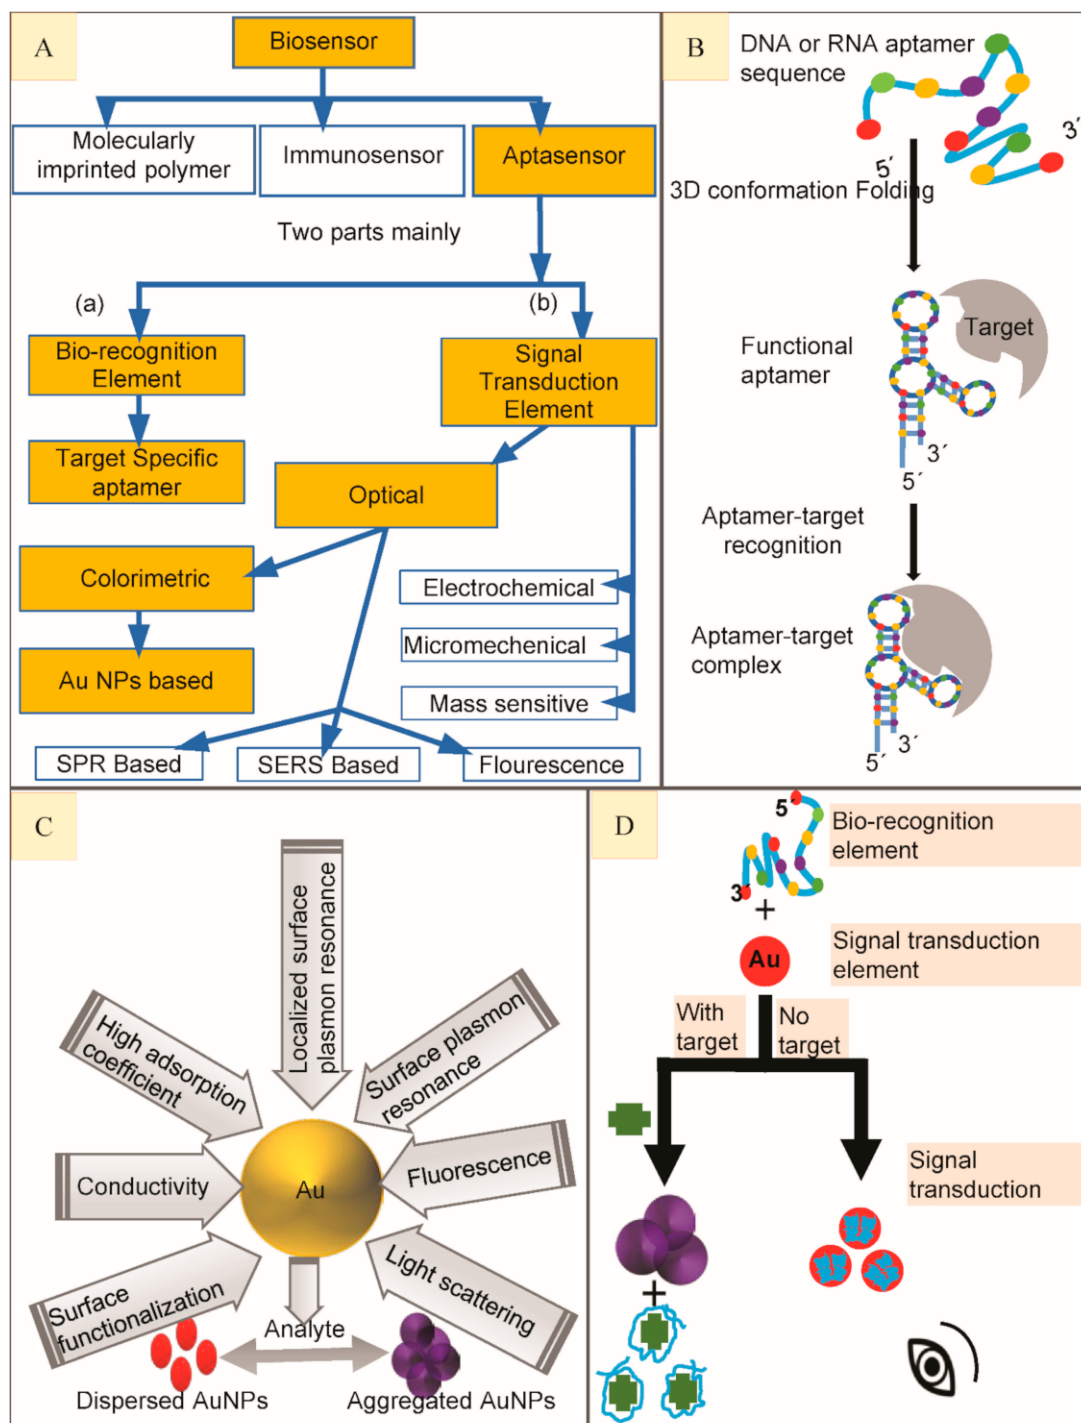 A
Biosensor
Molecularly
imprinted polymer
Immunosensor
Aptasensor
Two parts mainly
(a)
(b)
Bio-recognition
Element
Signal
Transduction
Element
Target Specific
aptamer
Optical
Colorimetric
Electrochemical
Micromechenical
Au NPs based
Mass sensitive
SPR Based
SERS Based
Flourescence
B
DNA or RNA aptamer
sequence
3´
5´
3D conformation Folding
Target
Functional
aptamer
3´
5´
Aptamer-target
recognition
Aptamer-target
complex
3´
5´
C
Localized surface
plasmon resonance
High adsorption
coefficient
Surface plasmon
resonance
Conductivity
Au
Fluorescence
Surface
functionalization
Light scattering
Analyte
Dispersed AuNPs
Aggregated AuNPs
D
5´
Bio-recognition
element
3´
+
Au
Signal transduction
element
With
target
No
target
Signal
transduction
+